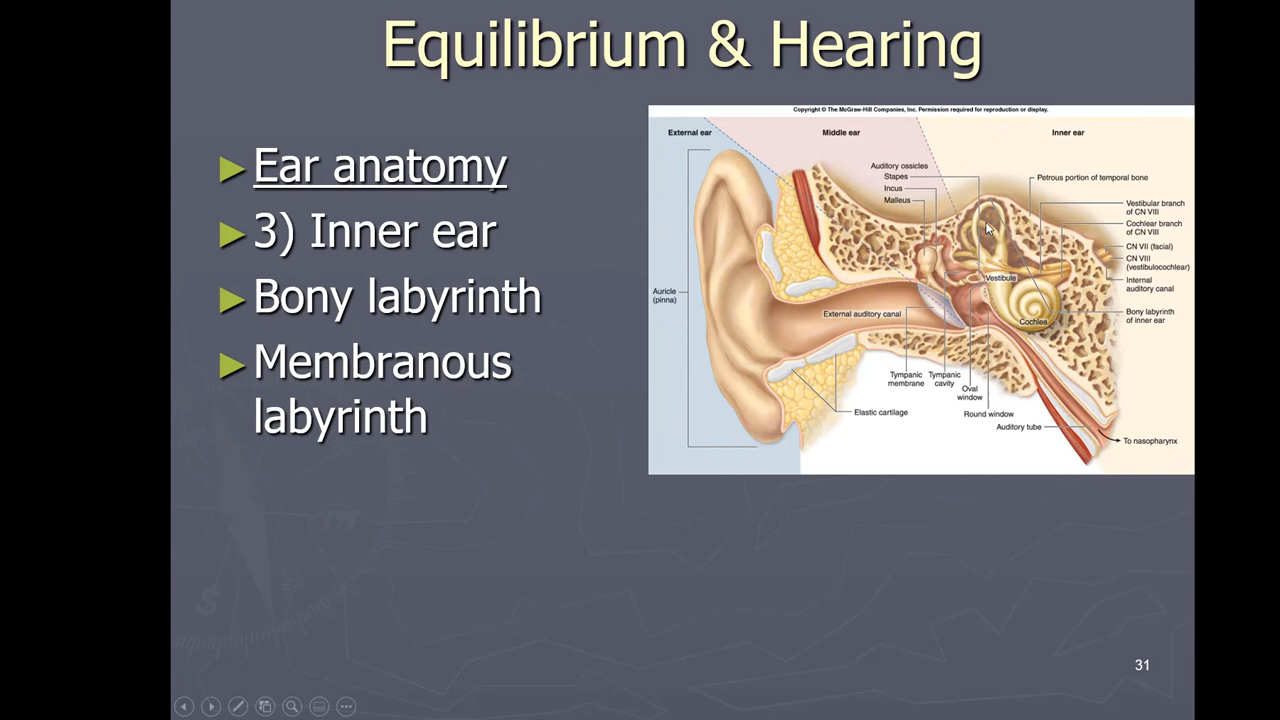 Equilibrium & Hearing
► Ear anatomy
► 3) Inner ear
► Bony labyrinth
► Membranous
labyrinth
Copyright © The McGraw-Hill Companies, Inc. Permission required for reproduction or display.
External ear
Middle ear
Inner ear
Auditory ossicles
Stapes
Incus
Malleus
Petrous portion of temporal bone
Vestibular branch
of CN VIII
Cochlear branch
of CN VIII
CN VII (facial)
CN VIII
(vestibulocochlear)
Internal
auditory canal
Bony labyrinth
of inner ear
Vestibule
Cochlea
Auricle
(pinna)
External auditory canal
Tympanic
membrane
Tympanic
cavity
Oval
window
Round window
Elastic cartilage
Auditory tube
To nasopharynx
31
S